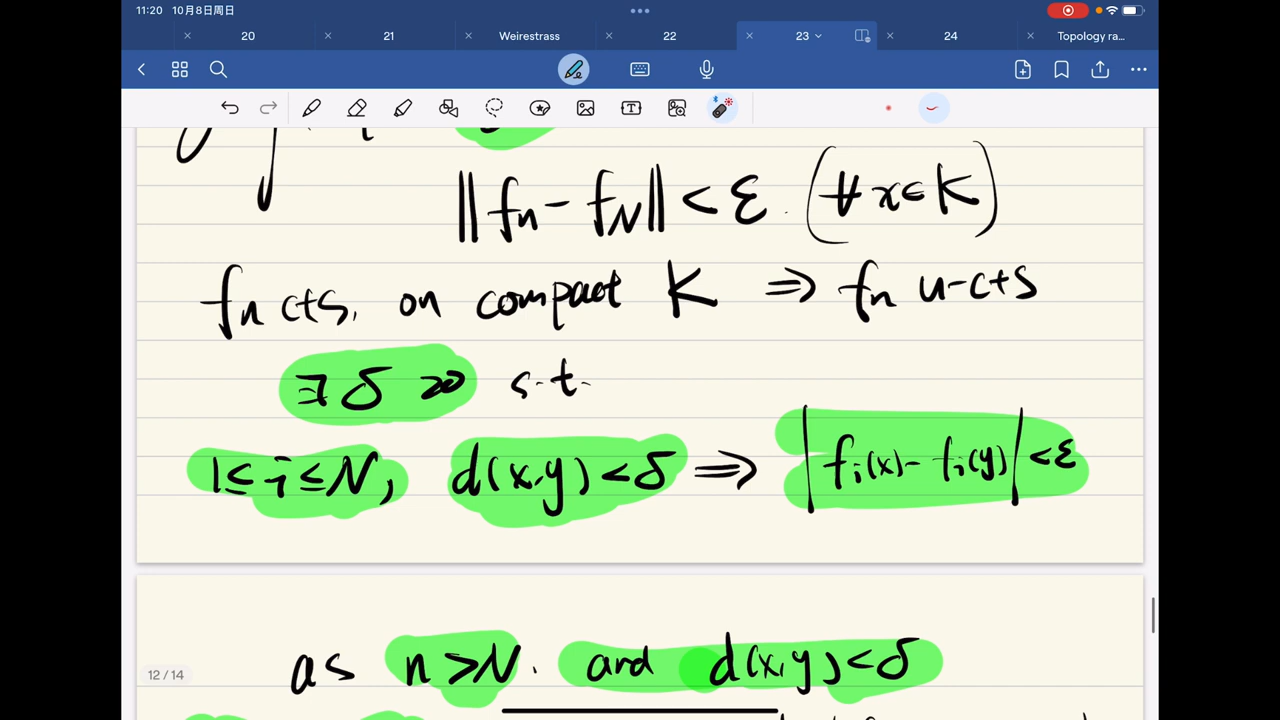 11:20 10月8日周日
20 21 Weirestrass 22 23 24 Topology ra...
‖fn - fN‖ < ε. (∀x∈K)
fn cts. on compact K ⇒ fn u-cts
∃ δ >0 s.t.
1≤i≤N, d(x,y)<δ ⇒ |fi(x)-fi(y)|<ε
12/14
as n>N. and d(x,y)<δ